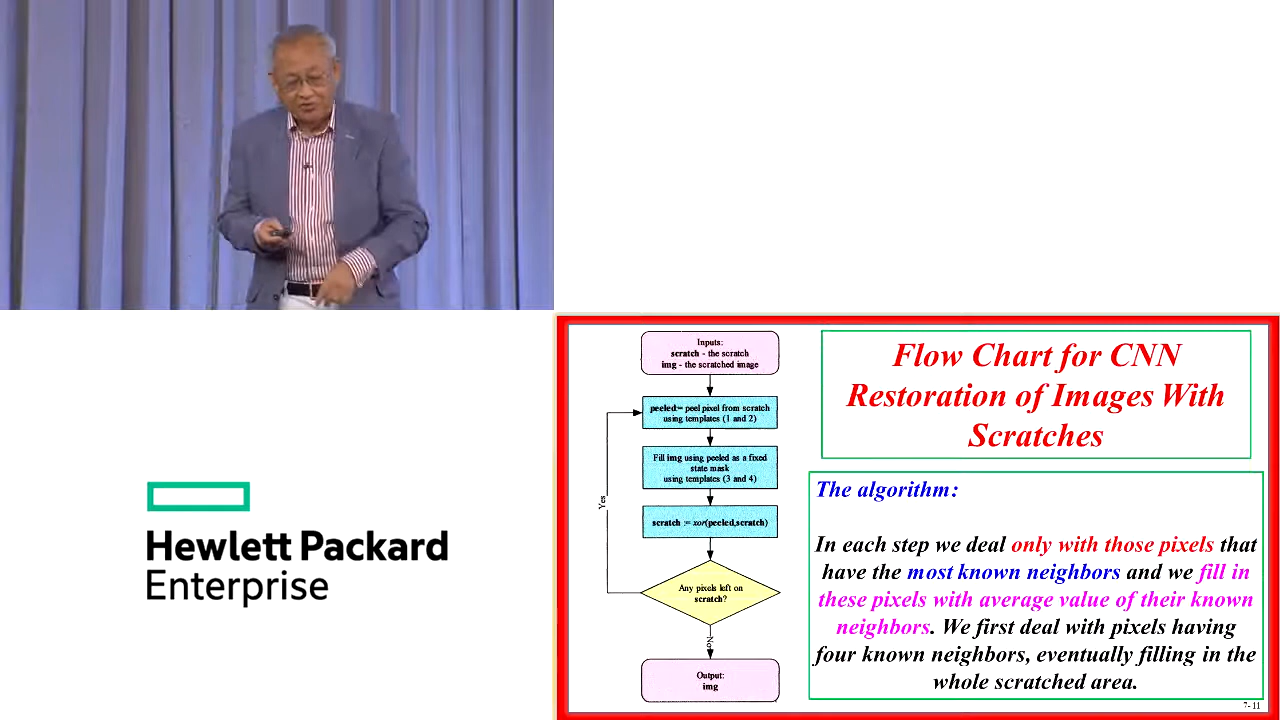 Hewlett Packard
Enterprise
Inputs:
scratch - the scratch
img - the scratched image
peeled:= peel pixel from scratch
using templates (1 and 2)
Fill img using peeled as a fixed
state mask
using templates (3 and 4)
scratch := xor(peeled,scratch)
Yes
Any pixels left on
scratch?
No
Output:
img
Flow Chart for CNN
Restoration of Images With
Scratches
The algorithm:
In each step we deal only with those pixels that
have the most known neighbors and we fill in
these pixels with average value of their known
neighbors. We first deal with pixels having
four known neighbors, eventually filling in the
whole scratched area.
7- 11